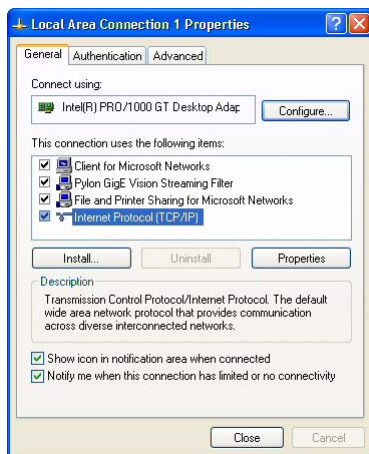 Local Area Connection 1 Properties
General Authentication Advanced
Connect using:
Intel(R) PRO/1000 GT Desktop Adap
Configure...
This connection uses the following items:
Client for Microsoft Networks
Pylon GigE Vision Streaming Filter
File and Printer Sharing for Microsoft Networks
Internet Protocol (TCP/IP)
Install... Uninstall Properties
Description
Transmission Control Protocol/Internet Protocol. The default
wide area network protocol that provides communication
across diverse interconnected networks.
Show icon in notification area when connected
Notify me when this connection has limited or no connectivity
Close Cancel